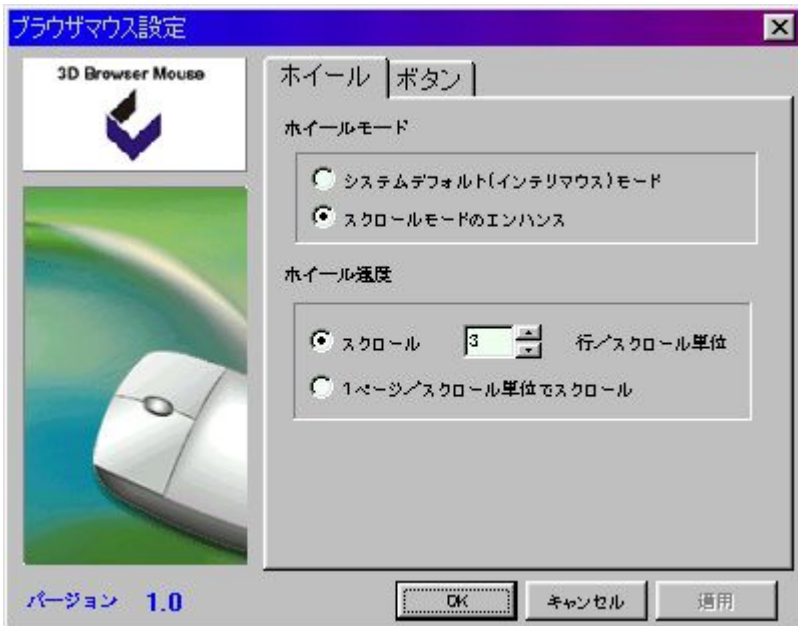 ブラウザマウス設定
3D Browser Mouse
ホイール ボタン
ホイールモード
システムデフォルト(インテリマウス)モード
スクロールモードのエンハンス
ホイール速度
スクロール 3 行/スクロール単位
1ページ/スクロール単位でスクロール
バージョン 1.0
OK キャンセル 適用